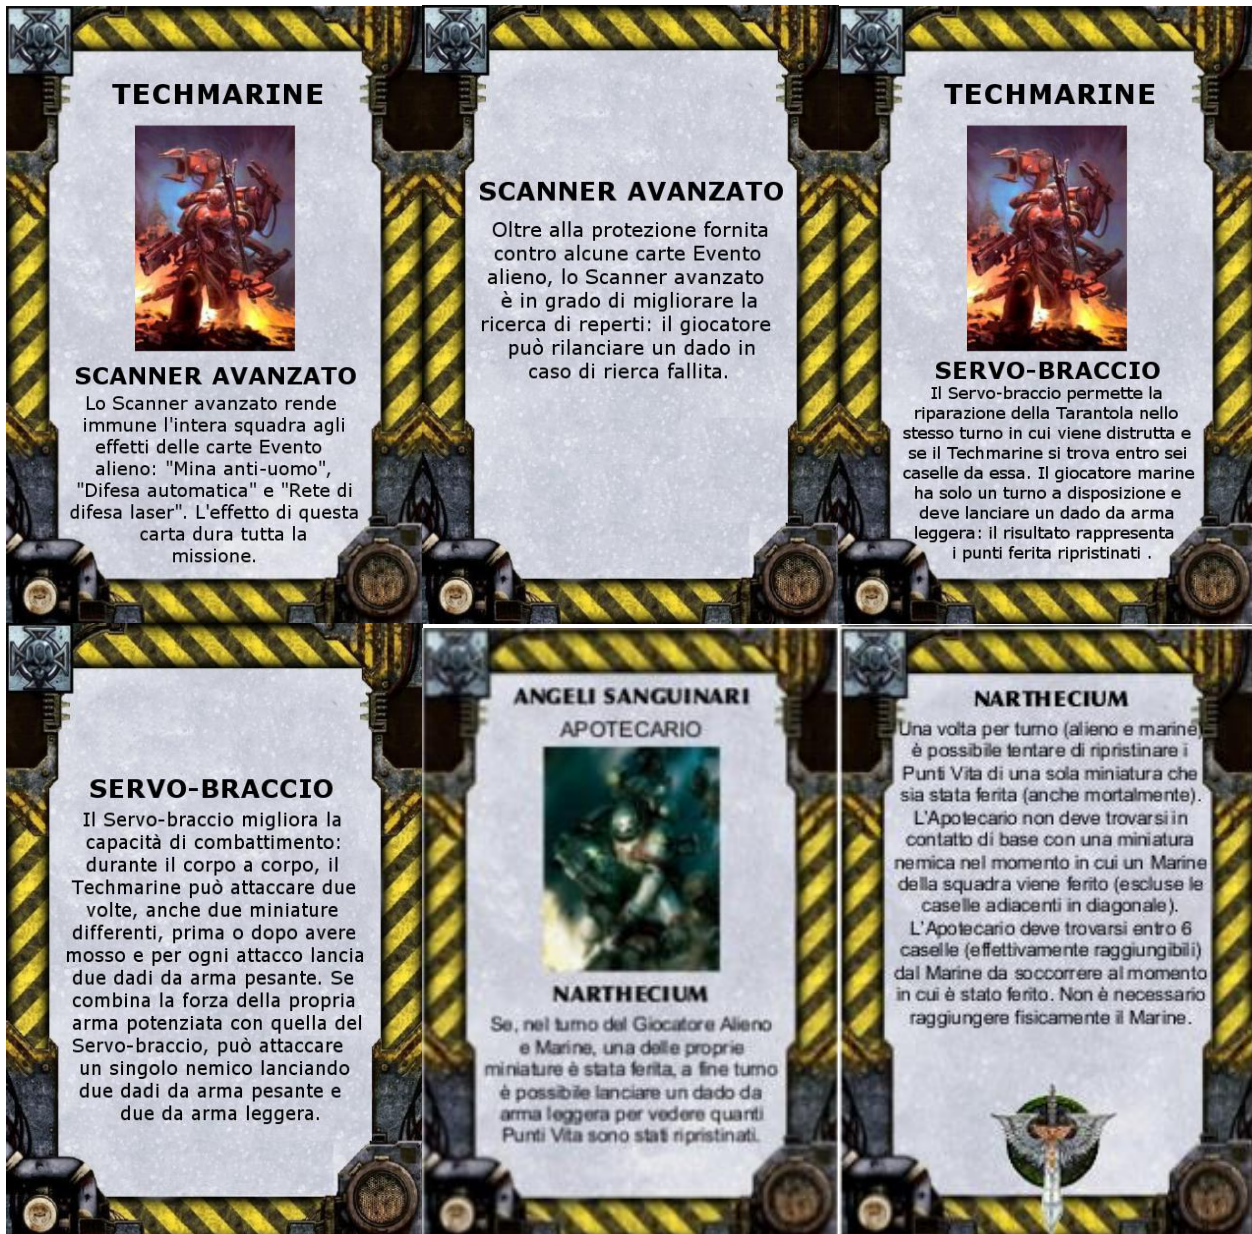 TECHMARINE
SCANNER AVANZATO
Lo Scanner avanzato rende
immune l'intera squadra agli
effetti delle carte Evento
alieno: "Mina anti-uomo",
"Difesa automatica" e "Rete di
difesa laser". L'effetto di questa
carta dura tutta la
missione.
SCANNER AVANZATO
Oltre alla protezione fornita
contro alcune carte Evento
alieno, lo Scanner avanzato
è in grado di migliorare la
ricerca di reperti: il giocatore
può rilanciare un dado in
caso di rierca fallita.
TECHMARINE
SERVO-BRACCIO
Il Servo-braccio permette la
riparazione della Tarantola nello
stesso turno in cui viene distrutta e
se il Techmarine si trova entro sei
caselle da essa. Il giocatore marine
ha solo un turno a disposizione e
deve lanciare un dado da arma
leggera: il risultato rappresenta
i punti ferita ripristinati .
SERVO-BRACCIO
Il Servo-braccio migliora la
capacità di combattimento:
durante il corpo a corpo, il
Techmarine può attaccare due
volte, anche due miniature
differenti, prima o dopo avere
mosso e per ogni attacco lancia
due dadi da arma pesante. Se
combina la forza della propria
arma potenziata con quella del
Servo-braccio, può attaccare
un singolo nemico lanciando
due dadi da arma pesante e
due da arma leggera.
ANGELI SANGUINARI
APOTECARIO
NARTHECIUM
Se, nel turno del Giocatore Alieno
e Marine, una delle proprie
miniature è stata ferita, a fine turno
è possibile lanciare un dado da
arma leggera per vedere quanti
Punti Vita sono stati ripristinati.
NARTHECIUM
Una volta per turno (alieno e marine)
è possibile tentare di ripristinare i
Punti Vita di una sola miniatura che
sia stata ferita (anche mortalmente).
L'Apotecario non deve trovarsi in
contatto di base con una miniatura
nemica nel momento in cui un Marine
della squadra viene ferito (escluse le
caselle adiacenti in diagonale).
L'Apotecario deve trovarsi entro 6
caselle (effettivamente raggiungibili)
dal Marine da soccorrere al momento
in cui è stato ferito. Non è necessario
raggiungere fisicamente il Marine.